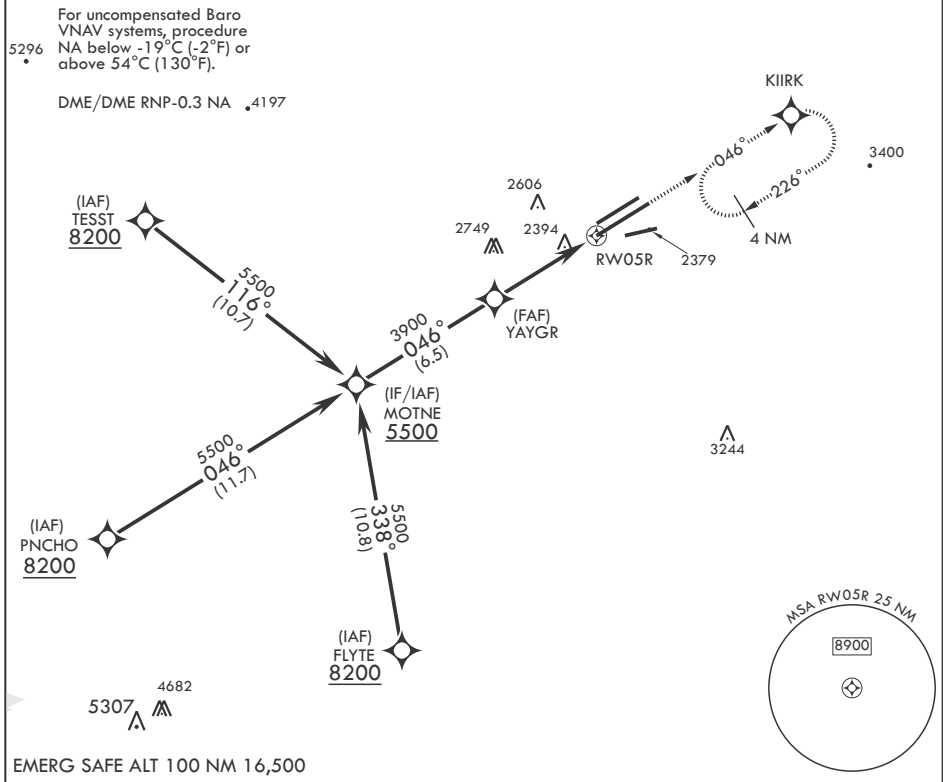 For uncompensated Baro
VNAV systems, procedure
NA below -19°C (-2°F) or
above 54°C (130°F).
5296
DME/DME RNP-0.3 NA
4197
KIIRK
046°
3400
226°
4 NM
2606
2749
2394
RW05R
2379
(IAF)
TESST
8200
5500
116°
(10.7)
(FAF)
YAYGR
3900
046°
(6.5)
(IF/IAF)
MOTNE
5500
3244
5500
046°
(11.7)
(IAF)
PNCHO
8200
5500
338°
(10.8)
(IAF)
FLYTE
8200
MSA RW05R 25 NM
8900
4682
5307
EMERG SAFE ALT 100 NM 16,500